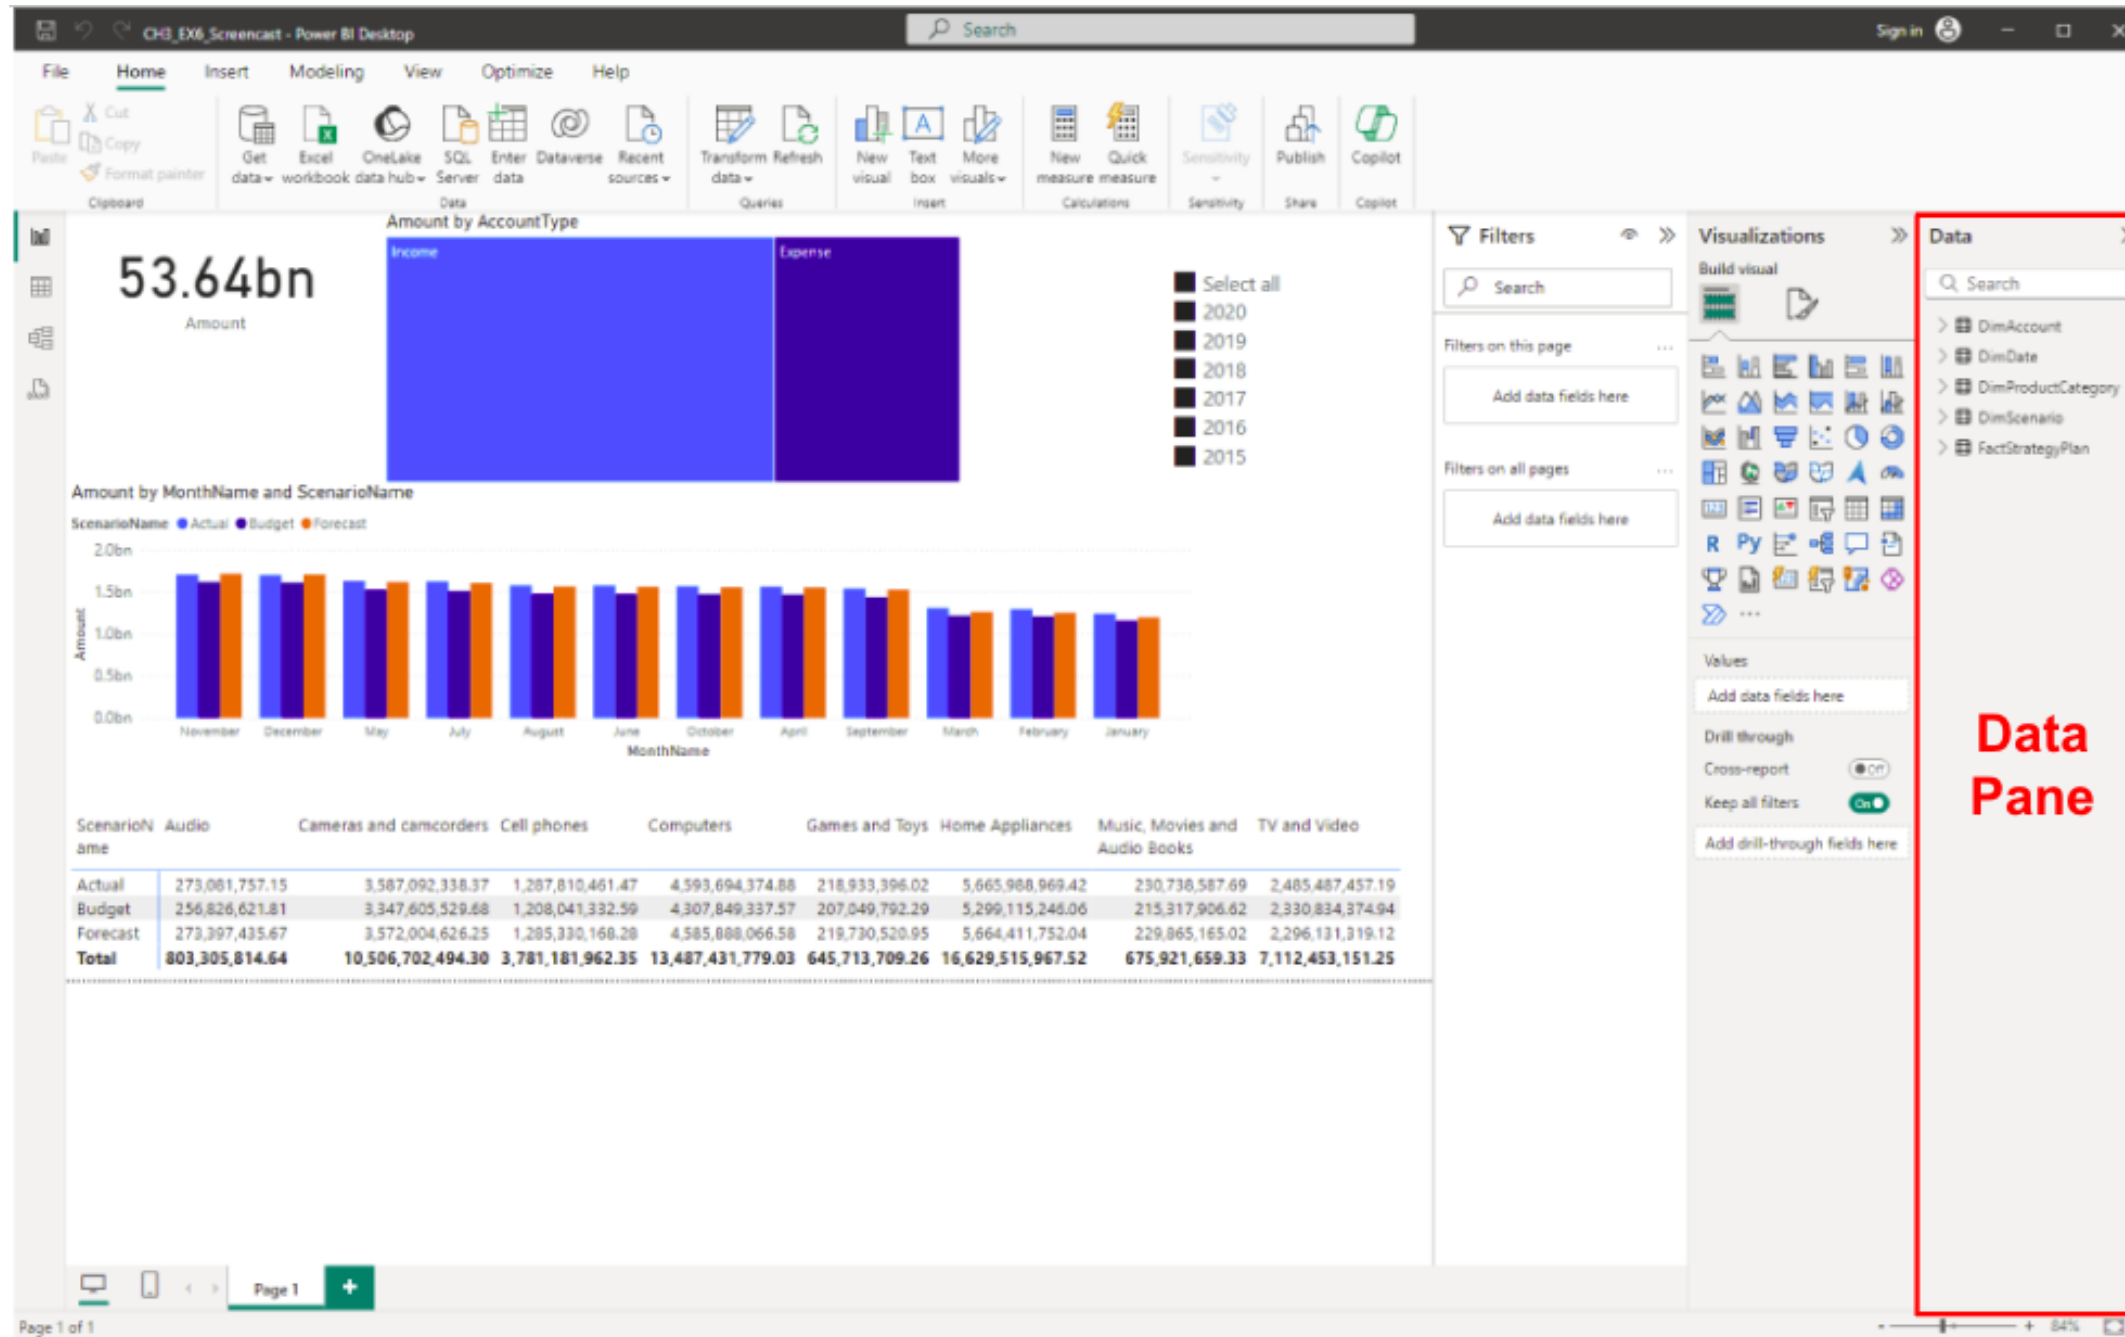 CH3_EX6_Screencast - Power BI Desktop
Search
Sign in
File Home Insert Modeling View Optimize Help
Paste
Cut
Copy
Format painter
Clipboard
Get data
Excel workbook
OneLake data hub
SQL Server
Enter data
Dataverse
Recent sources
Data
Transform data
Refresh
Queries
New visual
Text box
More visuals
Insert
New measure
Quick measure
Calculations
Sensitivity
Sensitivity
Publish
Share
Copilot
Copilot
53.64bn
Amount
Amount by AccountType
Income
Expense
Select all
2020
2019
2018
2017
2016
2015
Amount by MonthName and ScenarioName
ScenarioName Actual Budget Forecast
2.0bn
1.5bn
1.0bn
0.5bn
0.0bn
Amount
November December May July August June October April September March February January
MonthName
ScenarioName Audio Cameras and camcorders Cell phones Computers Games and Toys Home Appliances Music, Movies and Audio Books TV and Video
Actual 273,081,757.15 3,587,092,338.37 1,287,810,461.47 4,593,694,374.88 218,933,396.02 5,665,988,969.42 230,738,587.69 2,485,487,457.19
Budget 256,826,621.81 3,347,605,529.68 1,208,041,332.59 4,307,849,337.57 207,049,792.29 5,299,115,246.06 215,317,906.62 2,330,834,374.94
Forecast 273,397,435.67 3,572,004,626.25 1,285,330,168.28 4,585,888,066.58 219,730,520.95 5,664,411,752.04 229,865,165.02 2,296,131,319.12
Total 803,305,814.64 10,506,702,494.30 3,781,181,962.35 13,487,431,779.03 645,713,709.26 16,629,515,967.52 675,921,659.33 7,112,453,151.25
Filters
Search
Filters on this page
Add data fields here
Filters on all pages
Add data fields here
Visualizations
Build visual
123
R Py
Values
Add data fields here
Drill through
Cross-report Off
Keep all filters On
Add drill-through fields here
Data
Search
DimAccount
DimDate
DimProductCategory
DimScenario
FactStrategyPlan
Data
Pane
Page 1
Page 1 of 1
84%